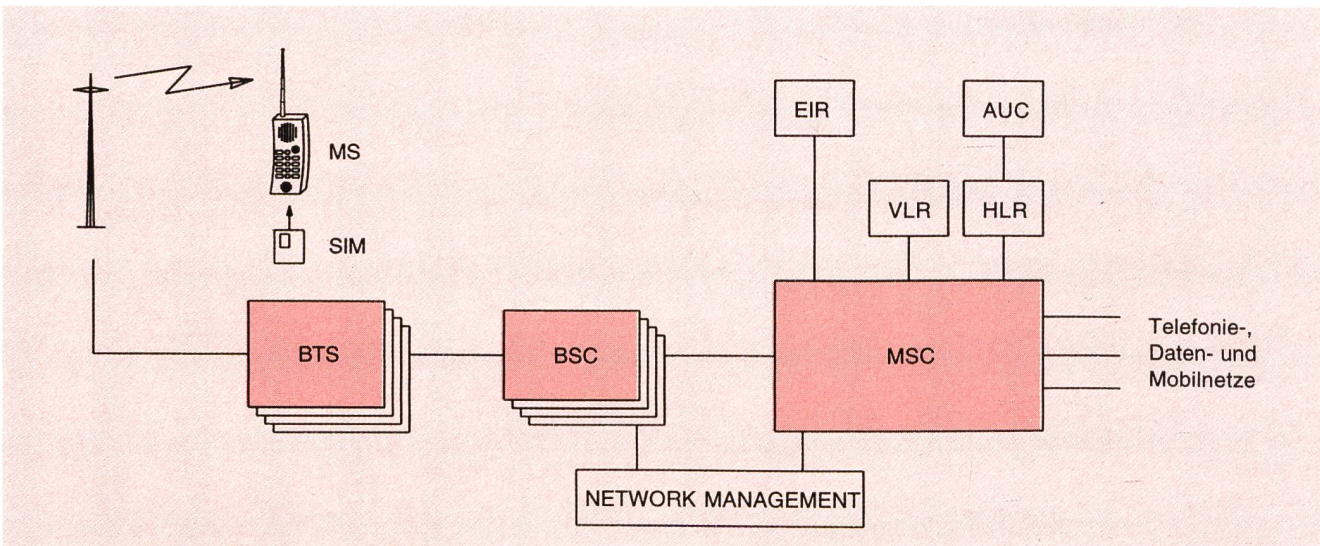 EIR
AUC
MS
VLR
HLR
SIM
BTS
BSC
MSC
Telefonie-,
Daten- und
Mobilnetze
NETWORK MANAGEMENT